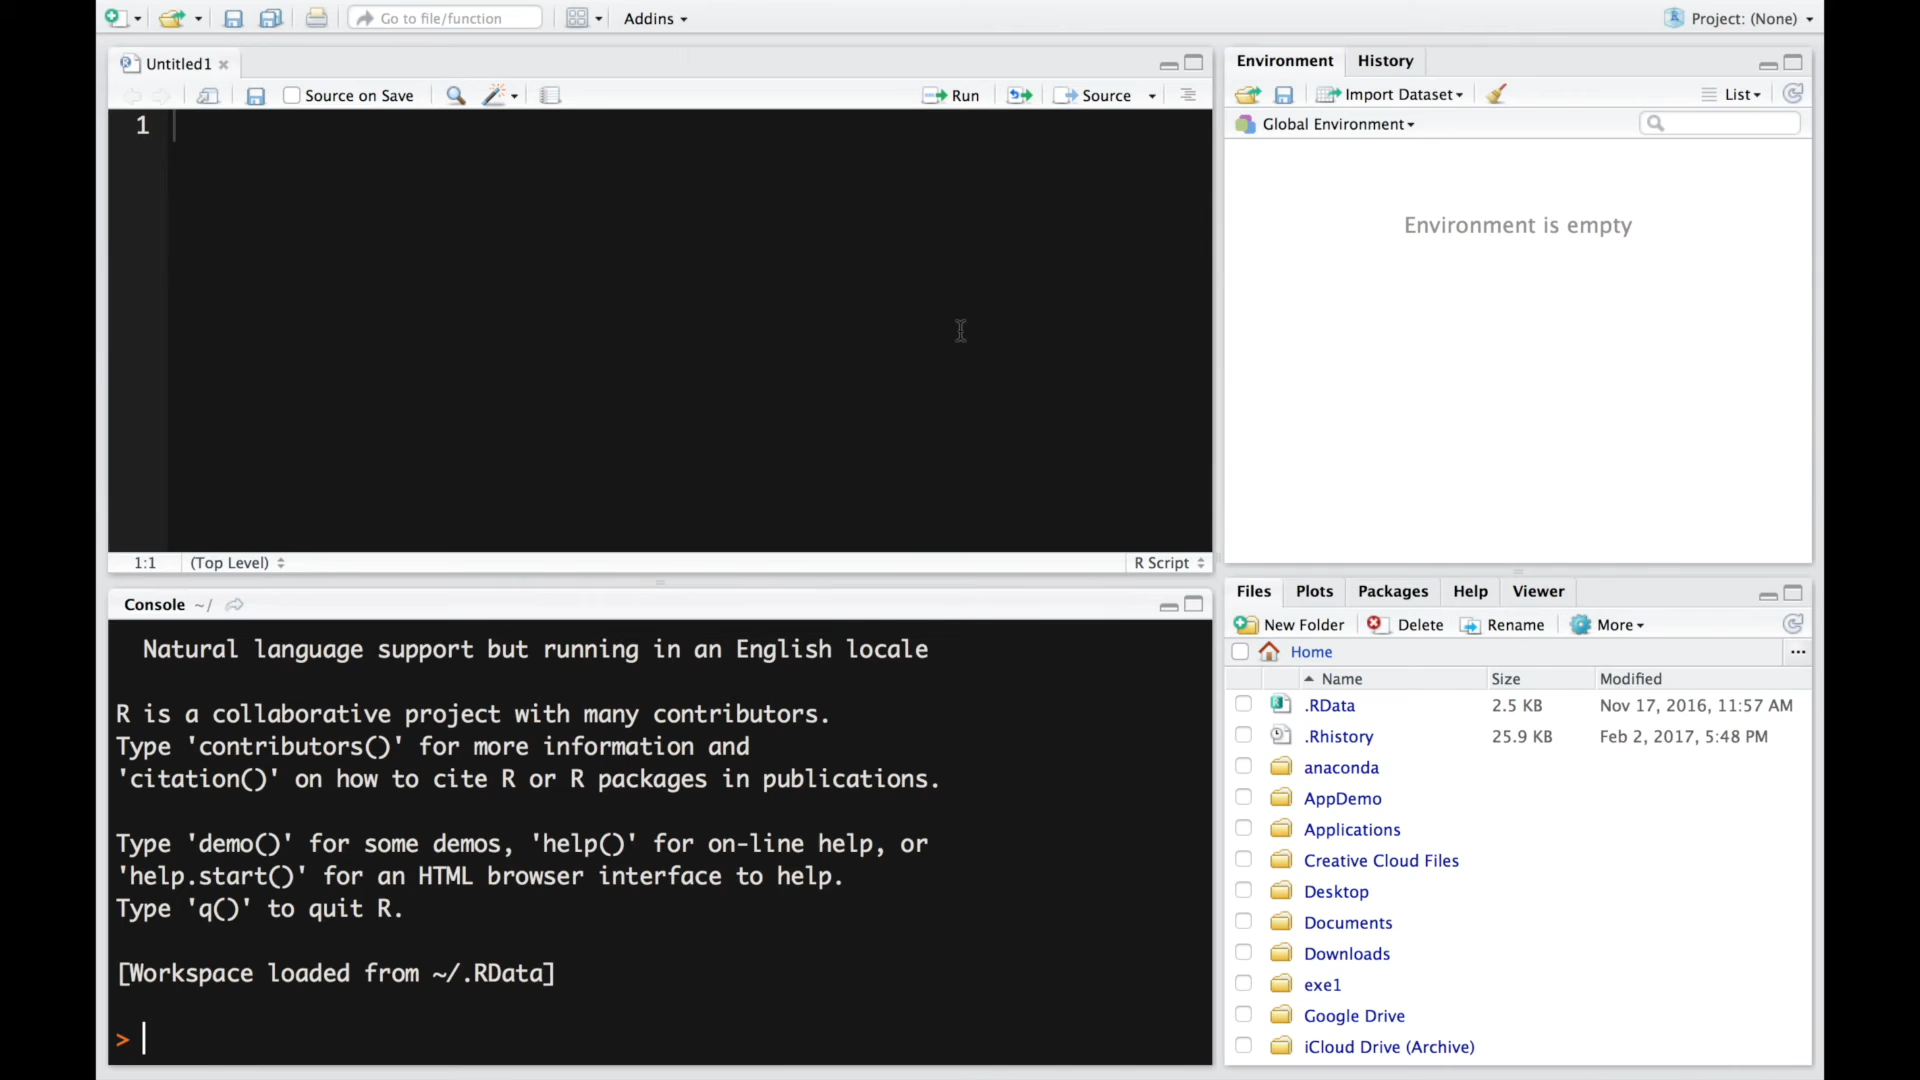 Go to file/function Addins Project: (None)
Untitled1
Source on Save Run Source
1
1:1 (Top Level) R Script
Console ~/
Natural language support but running in an English locale
R is a collaborative project with many contributors.
Type 'contributors()' for more information and
'citation()' on how to cite R or R packages in publications.
Type 'demo()' for some demos, 'help()' for on-line help, or
'help.start()' for an HTML browser interface to help.
Type 'q()' to quit R.
[Workspace loaded from ~/.RData]
>
Environment History
Import Dataset List
Global Environment
Environment is empty
Files Plots Packages Help Viewer
New Folder Delete Rename More
Home ...
Name Size Modified
.RData 2.5 KB Nov 17, 2016, 11:57 AM
.Rhistory 25.9 KB Feb 2, 2017, 5:48 PM
anaconda
AppDemo
Applications
Creative Cloud Files
Desktop
Documents
Downloads
exe1
Google Drive
iCloud Drive (Archive)